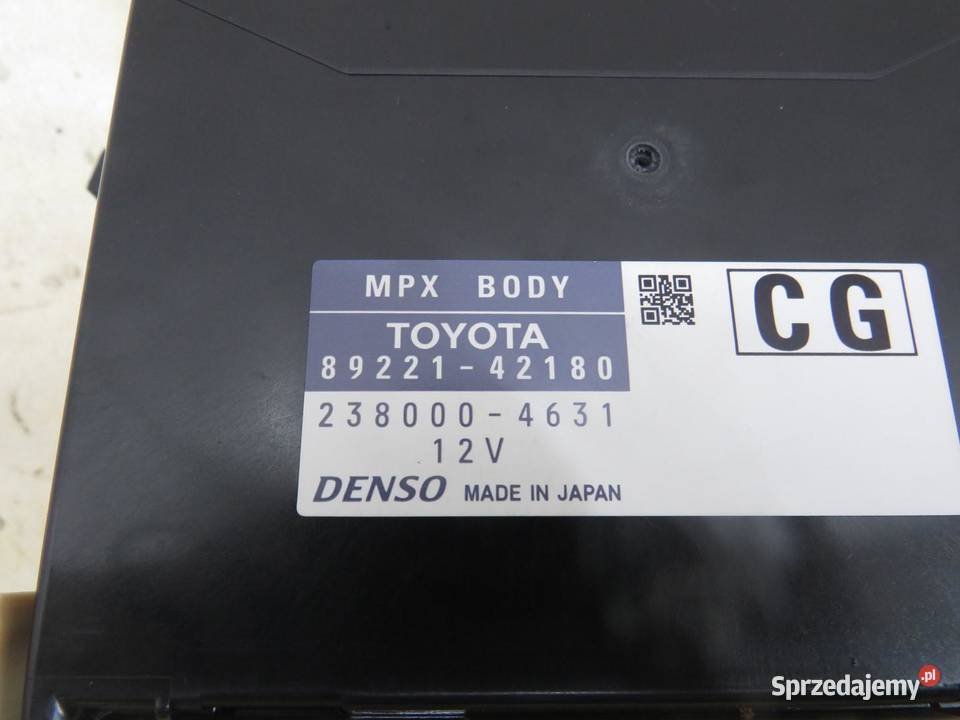 MPX BODY
TOYOTA
89221-42180
238000-4631
12V
DENSO MADE IN JAPAN
CG
Sprzedajemy.pl